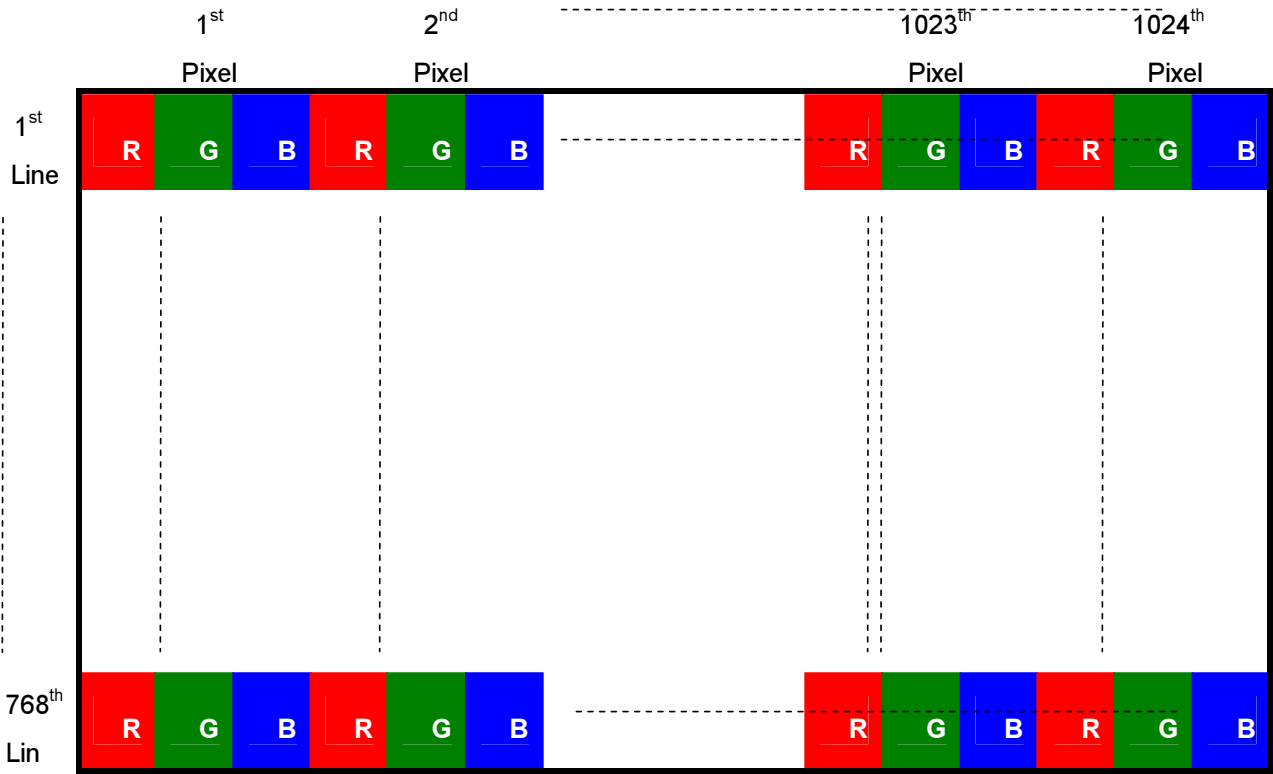 1st 2nd 1023th 1024th
Pixel Pixel Pixel Pixel
1st
R G B R G B R G B R G B
Line
768th
R G B R G B R G B R G B
Lin